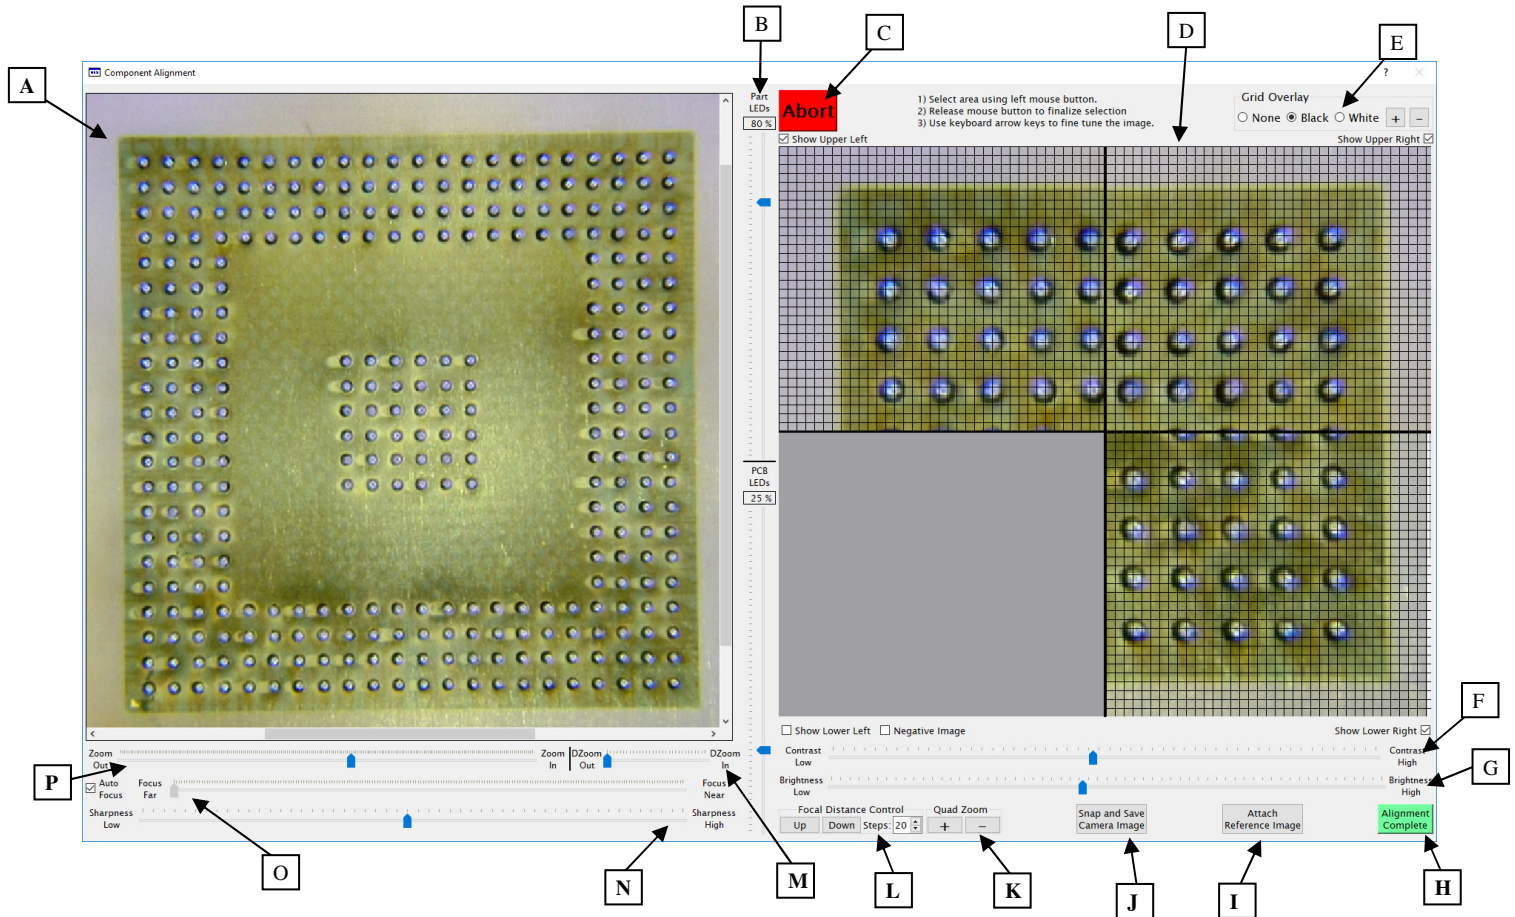 B
C
D
E
A
Component Alignment
?
Part
LEDs
80 %
Abort
1) Select area using left mouse button.
2) Release mouse button to finalize selection
3) Use keyboard arrow keys to fine tune the image.
Grid Overlay
None Black White + -
Show Upper Left
Show Upper Right
PCB
LEDs
25 %
Show Lower Left Negative Image
Show Lower Right
F
Zoom
Out
Zoom
In
DZoom
Out
DZoom
In
Contrast
Low
Contrast
High
P
G
Auto
Focus
Focus
Far
Focus
Near
Brightness
Low
Brightness
High
Sharpness
Low
Sharpness
High
Focal Distance Control
Up Down Steps: 20
Quad Zoom
+ -
Snap and Save
Camera Image
Attach
Reference Image
Alignment
Complete
O
N
M
L
K
J
I
H